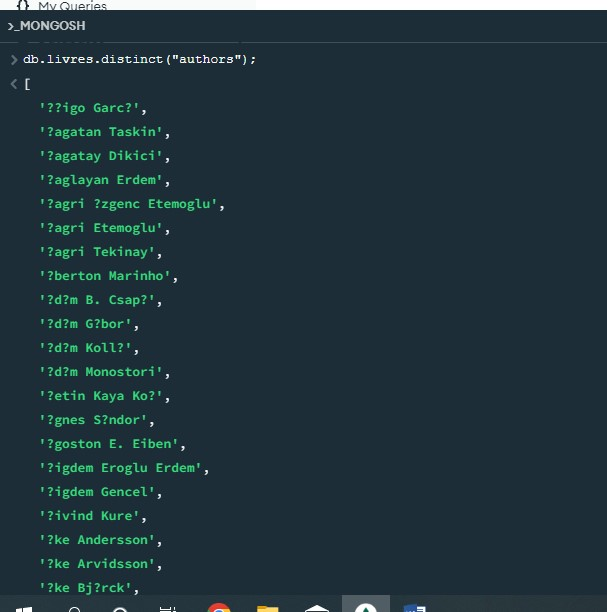 {} My Queries
>_MONGOSH
> db.livres.distinct("authors");
< [
'??igo Garc?',
'?agatan Taskin',
'?agatay Dikici',
'?aglayan Erdem',
'?agri ?zgenc Etemoglu',
'?agri Etemoglu',
'?agri Tekinay',
'?berton Marinho',
'?d?m B. Csap?',
'?d?m G?bor',
'?d?m Koll?',
'?d?m Monostori',
'?etin Kaya Ko?',
'?gnes S?ndor',
'?goston E. Eiben',
'?igdem Eroglu Erdem',
'?igdem Gencel',
'?ivind Kure',
'?ke Andersson',
'?ke Arvidsson',
'?ke Bj?rck',